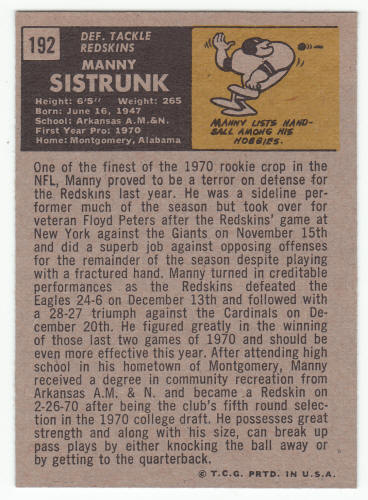 192
DEF. TACKLE
REDSKINS
MANNY
SISTRUNK
Height: 6'5" Weight: 265
Born: June 16, 1947
School: Arkansas A.M.&N.
First Year Pro: 1970
Home: Montgomery, Alabama
MANNY LISTS HAND-
BALL AMONG HIS
HOBBIES.
One of the finest of the 1970 rookie crop in the
NFL, Manny proved to be a terror on defense for
the Redskins last year. He was a sideline per-
former much of the season but took over for
veteran Floyd Peters after the Redskins' game at
New York against the Giants on November 15th
and did a superb job against opposing offenses
for the remainder of the season despite playing
with a fractured hand. Manny turned in creditable
performances as the Redskins defeated the
Eagles 24-6 on December 13th and followed with
a 28-27 triumph against the Cardinals on De-
cember 20th. He figured greatly in the winning
of those last two games of 1970 and should be
even more effective this year. After attending high
school in his hometown of Montgomery, Manny
received a degree in community recreation from
Arkansas A.M. & N. and became a Redskin on
2-26-70 after being the club's fifth round selec-
tion in the 1970 college draft. He possesses great
strength and along with his size, can break up
pass plays by either knocking the ball away or
by getting to the quarterback.
© T.C.G. PRTD. IN U.S.A.